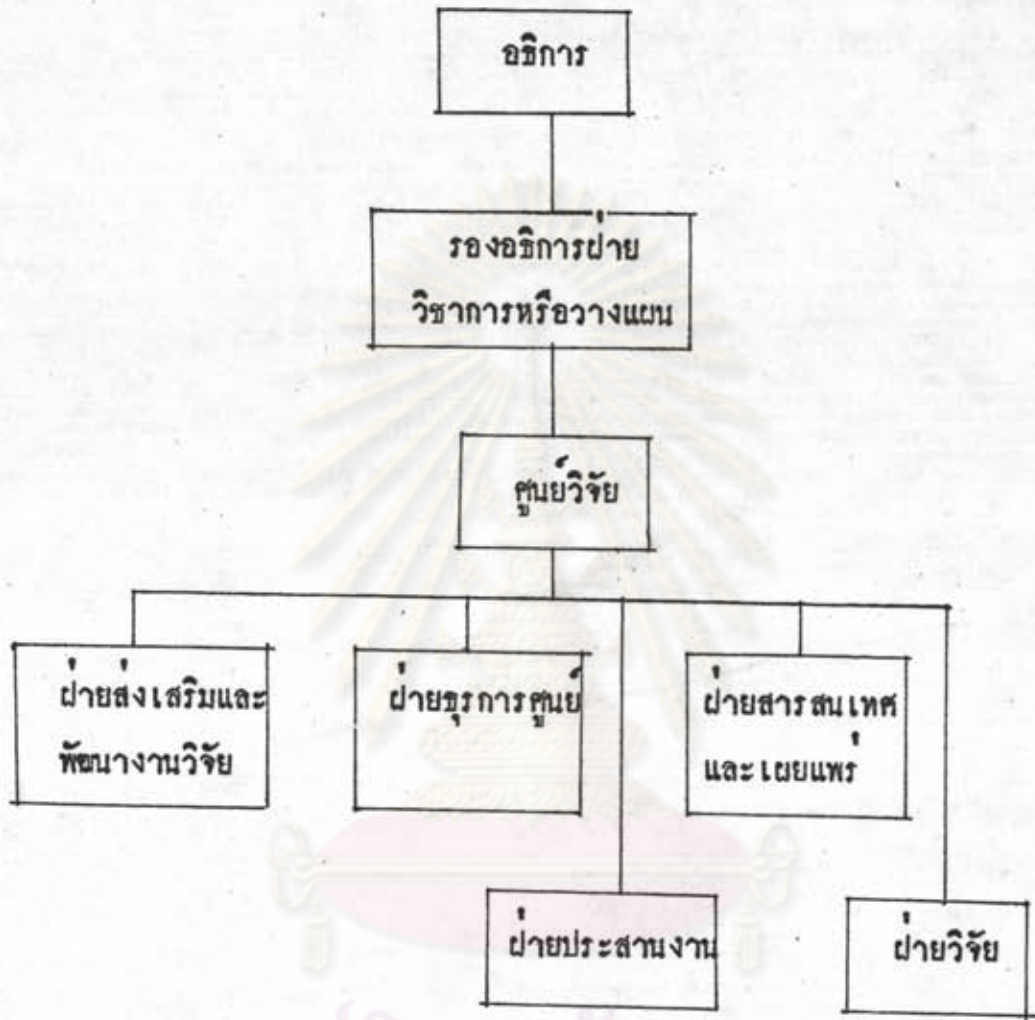 อธิการ
รองอธิการฝ่าย
วิชาการหรือวางแผน
ศูนย์วิจัย
ฝ่ายส่งเสริมและ
พัฒนางานวิจัย
ฝ่ายธุรการศูนย์
ฝ่ายสารสนเทศ
และเผยแพร่
ฝ่ายประสานงาน
ฝ่ายวิจัย